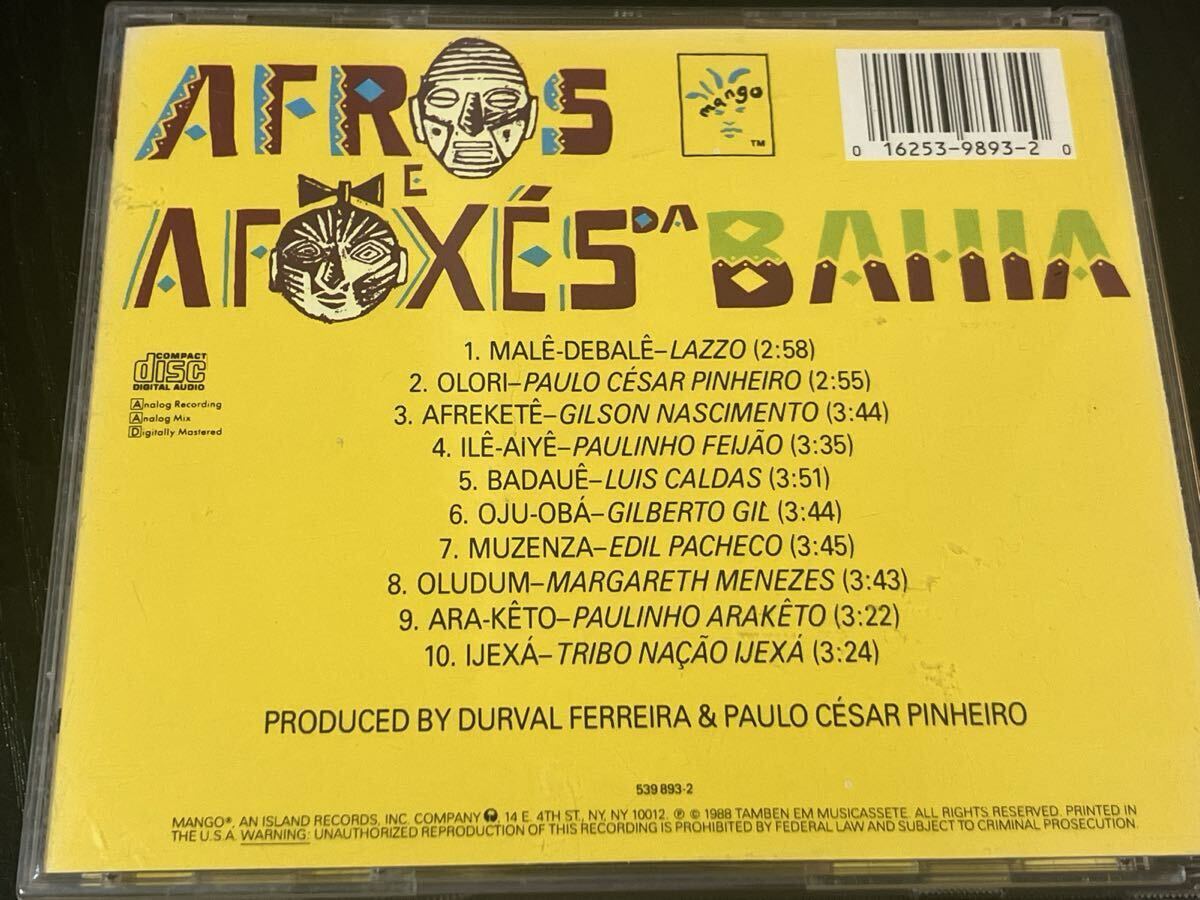 AFROS
E
AFOXÉS DA BAHIA
mango
TM
0 16253-9893-2 0
COMPACT
disc
DIGITAL AUDIO
Analog Recording
Analog Mix
Digitally Mastered
1. MALÊ-DEBALÊ–LAZZO (2:58)
2. OLORI–PAULO CÉSAR PINHEIRO (2:55)
3. AFREKETÊ–GILSON NASCIMENTO (3:44)
4. ILÊ-AIYÊ–PAULINHO FEIJÃO (3:35)
5. BADAUÊ–LUIS CALDAS (3:51)
6. OJU-OBÁ–GILBERTO GIL (3:44)
7. MUZENZA–EDIL PACHECO (3:45)
8. OLUDUM–MARGARETH MENEZES (3:43)
9. ARA-KÊTO–PAULINHO ARAKÊTO (3:22)
10. IJEXÁ–TRIBO NAÇÃO IJEXÁ (3:24)
PRODUCED BY DURVAL FERREIRA & PAULO CÉSAR PINHEIRO
539 893-2
MANGO®, AN ISLAND RECORDS, INC. COMPANY, 14 E. 4TH ST., NY, NY 10012. ℗ © 1988 TAMBEN EM MUSICASSETE. ALL RIGHTS RESERVED. PRINTED IN
THE U.S.A. WARNING: UNAUTHORIZED REPRODUCTION OF THIS RECORDING IS PROHIBITED BY FEDERAL LAW AND SUBJECT TO CRIMINAL PROSECUTION.